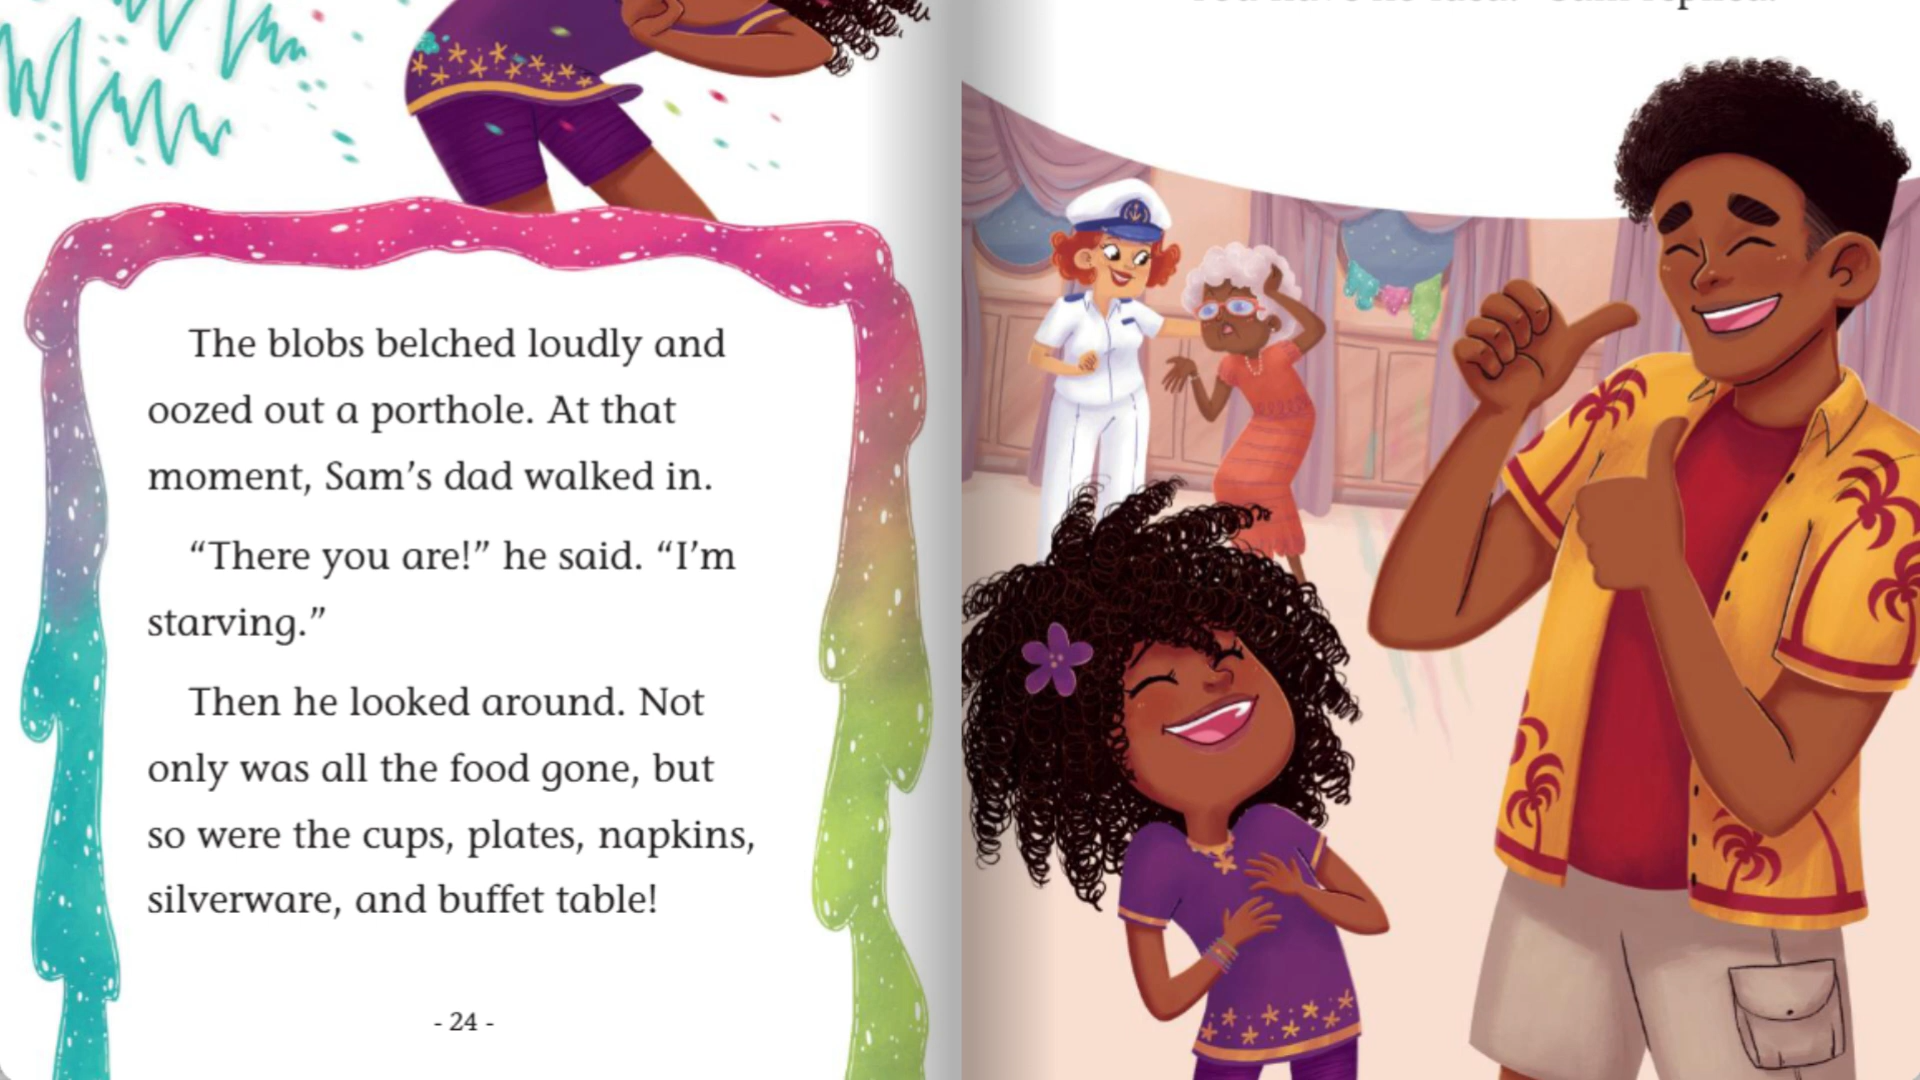 The blobs belched loudly and
oozed out a porthole. At that
moment, Sam’s dad walked in.
“There you are!” he said. “I’m
starving.”
Then he looked around. Not
only was all the food gone, but
so were the cups, plates, napkins,
silverware, and buffet table!
- 24 -